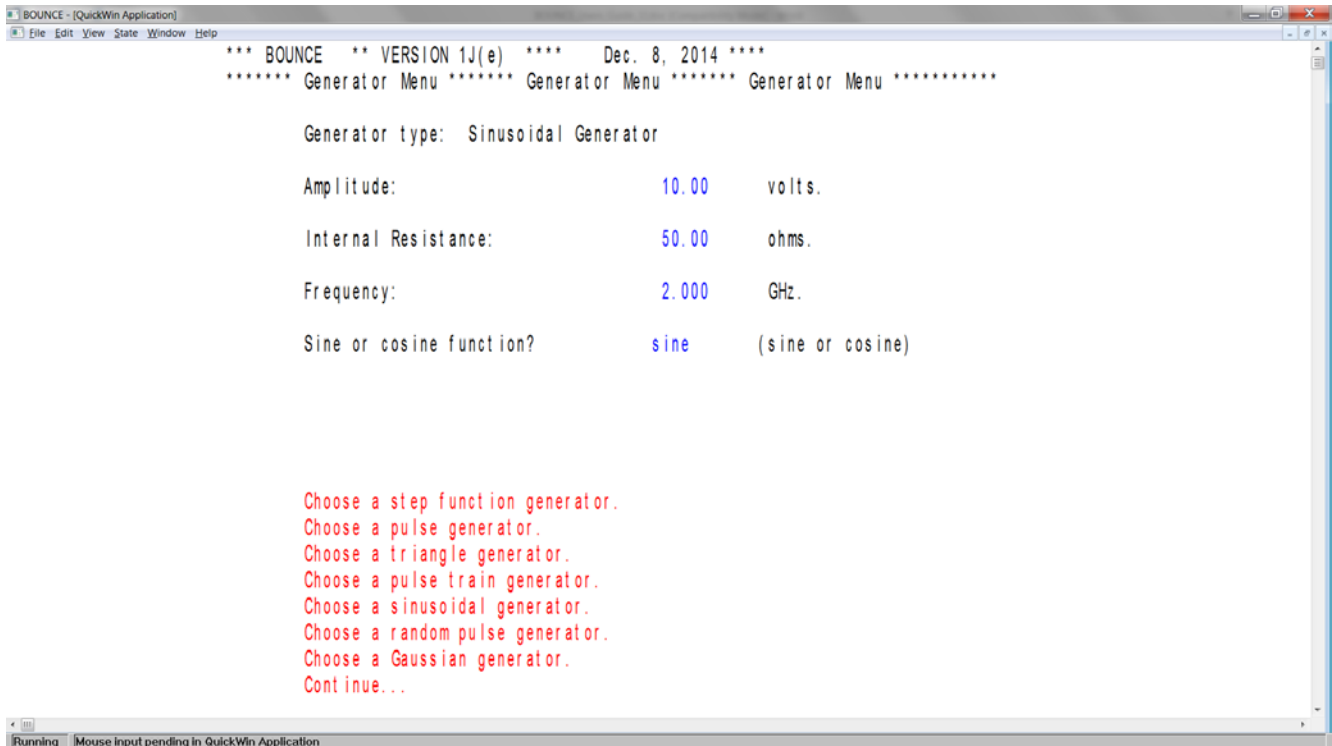 BOUNCE - [QuickWin Application]
File Edit View State Window Help
*** BOUNCE ** VERSION 1J(e) **** Dec. 8, 2014 ****
******* Generator Menu ******* Generator Menu ******* Generator Menu ***********
Generator type: Sinusoidal Generator
Amplitude: 10.00 volts.
Internal Resistance: 50.00 ohms.
Frequency: 2.000 GHz.
Sine or cosine function? sine (sine or cosine)
Choose a step function generator.
Choose a pulse generator.
Choose a triangle generator.
Choose a pulse train generator.
Choose a sinusoidal generator.
Choose a random pulse generator.
Choose a Gaussian generator.
Continue...
Running Mouse input pending in QuickWin Application